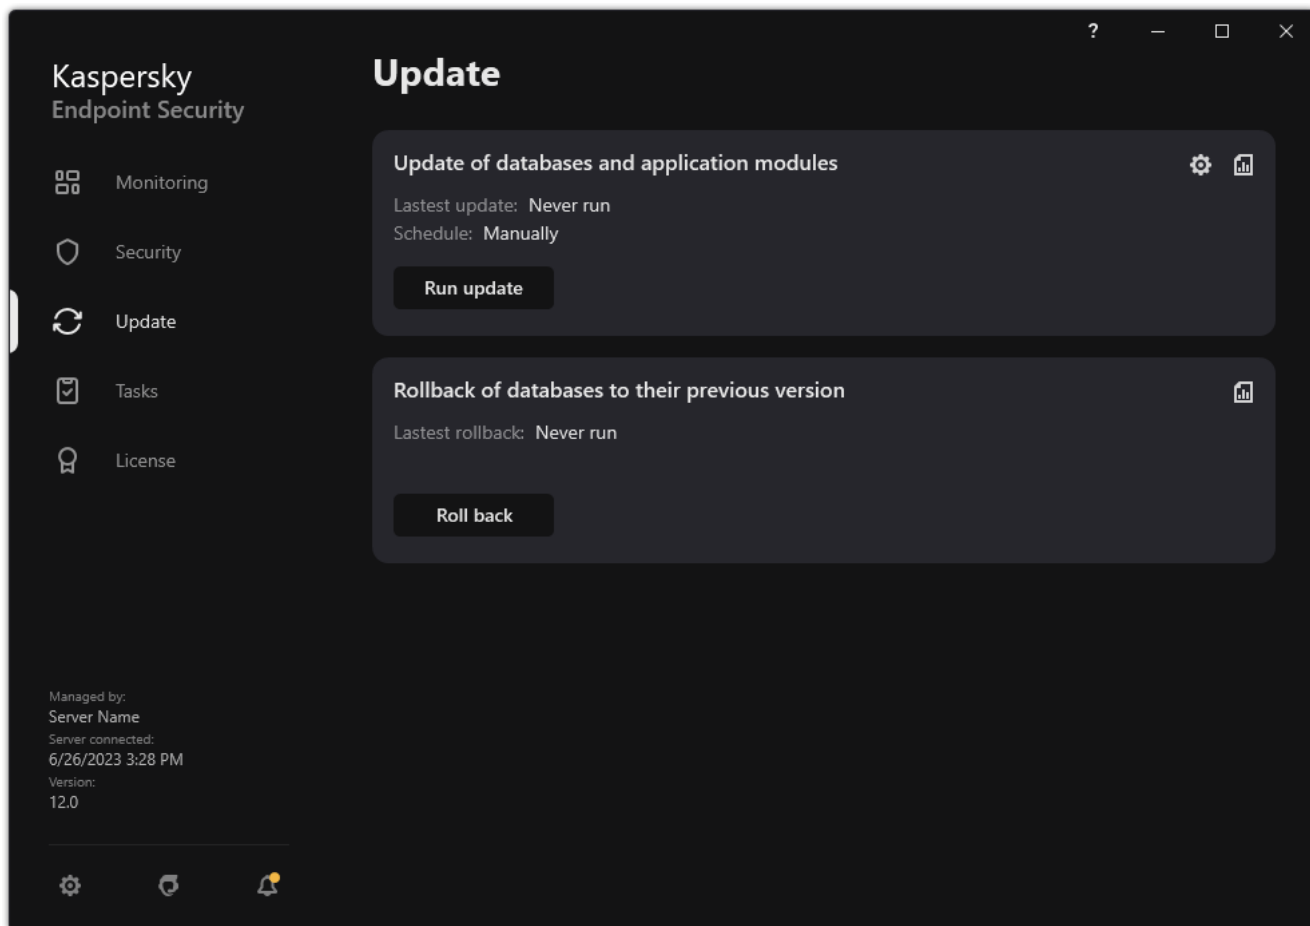 ?
Kaspersky
Endpoint Security
Monitoring
Security
Update
Tasks
License
Managed by:
Server Name
Server connected:
6/26/2023 3:28 PM
Version:
12.0
Update
Update of databases and application modules
Lastest update: Never run
Schedule: Manually
Run update
Rollback of databases to their previous version
Lastest rollback: Never run
Roll back